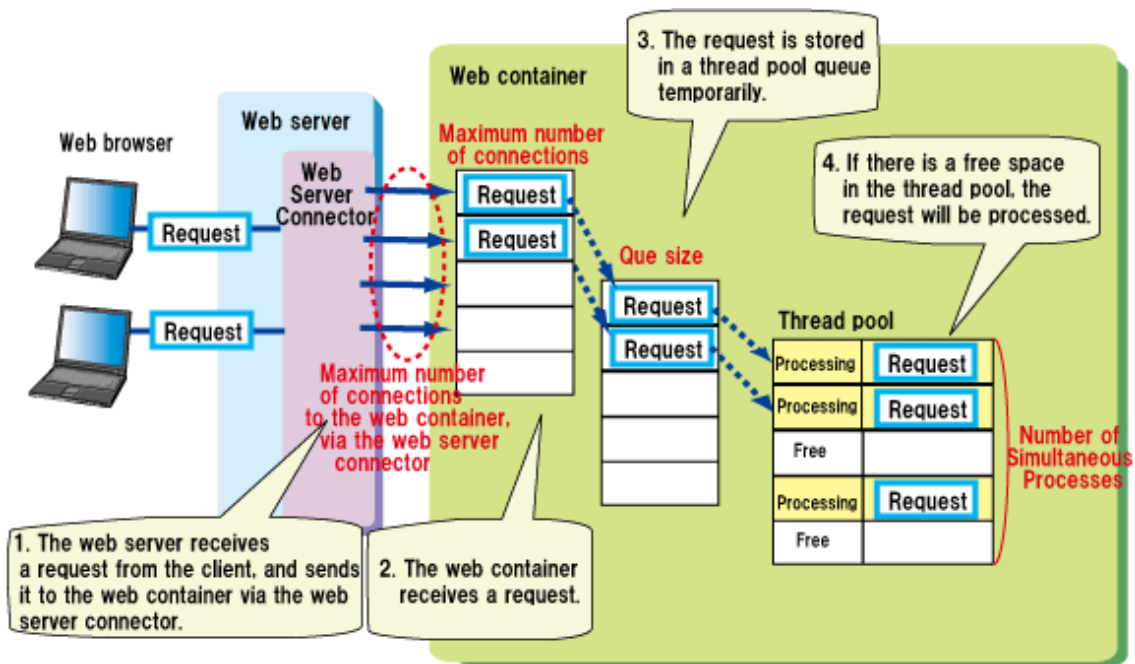 3. The request is stored
in a thread pool queue
temporarily.
Web container
Web server
Maximum number
of connections
Web browser
Web
Server
Connector
4. If there is a free space
in the thread pool, the
request will be processed.
Request
Request
Request
Que size
Request
Request
Request
Thread pool
Processing
Request
Maximum number
of connections
to the web container,
via the web server
connector
Processing
Request
Free
Number of
Simultaneous
Processes
Processing
Request
Free
1. The web server receives
a request from the client, and sends
it to the web container via the web
server connector.
2. The web container
receives a request.